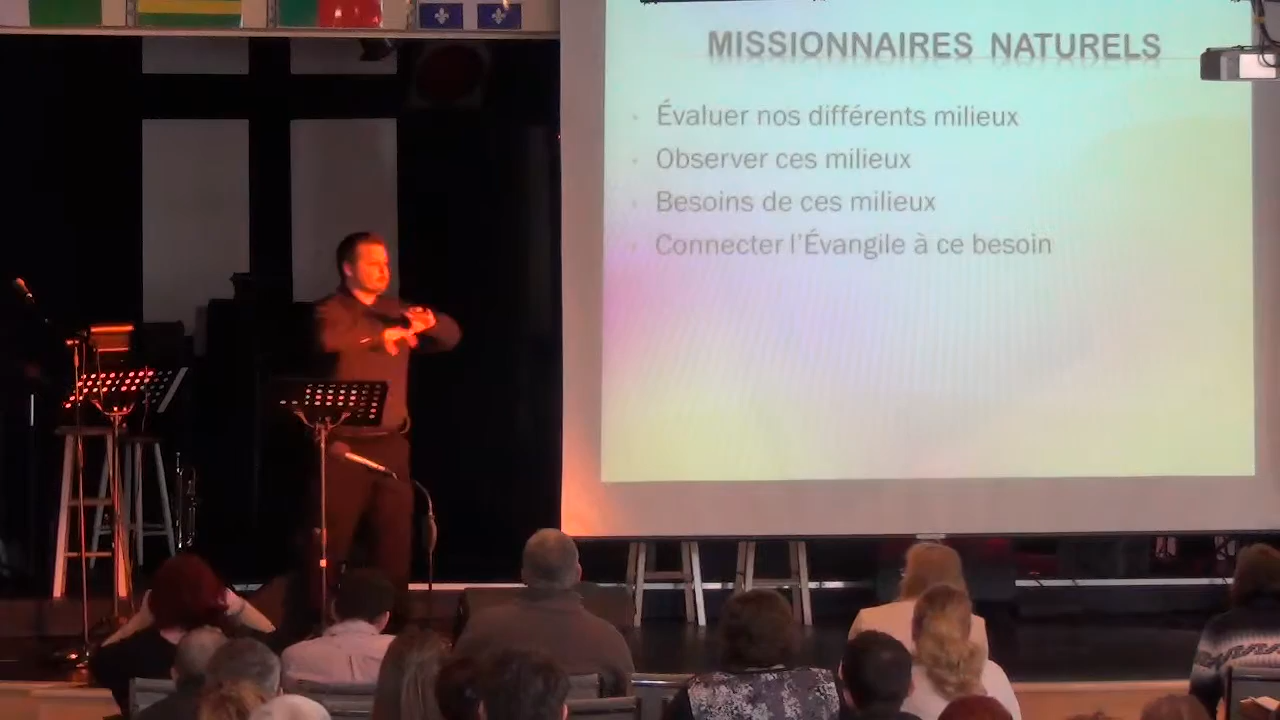 MISSIONNAIRES NATURELS
• Évaluer nos différents milieux
• Observer ces milieux
• Besoins de ces milieux
• Connecter l'Évangile à ce besoin